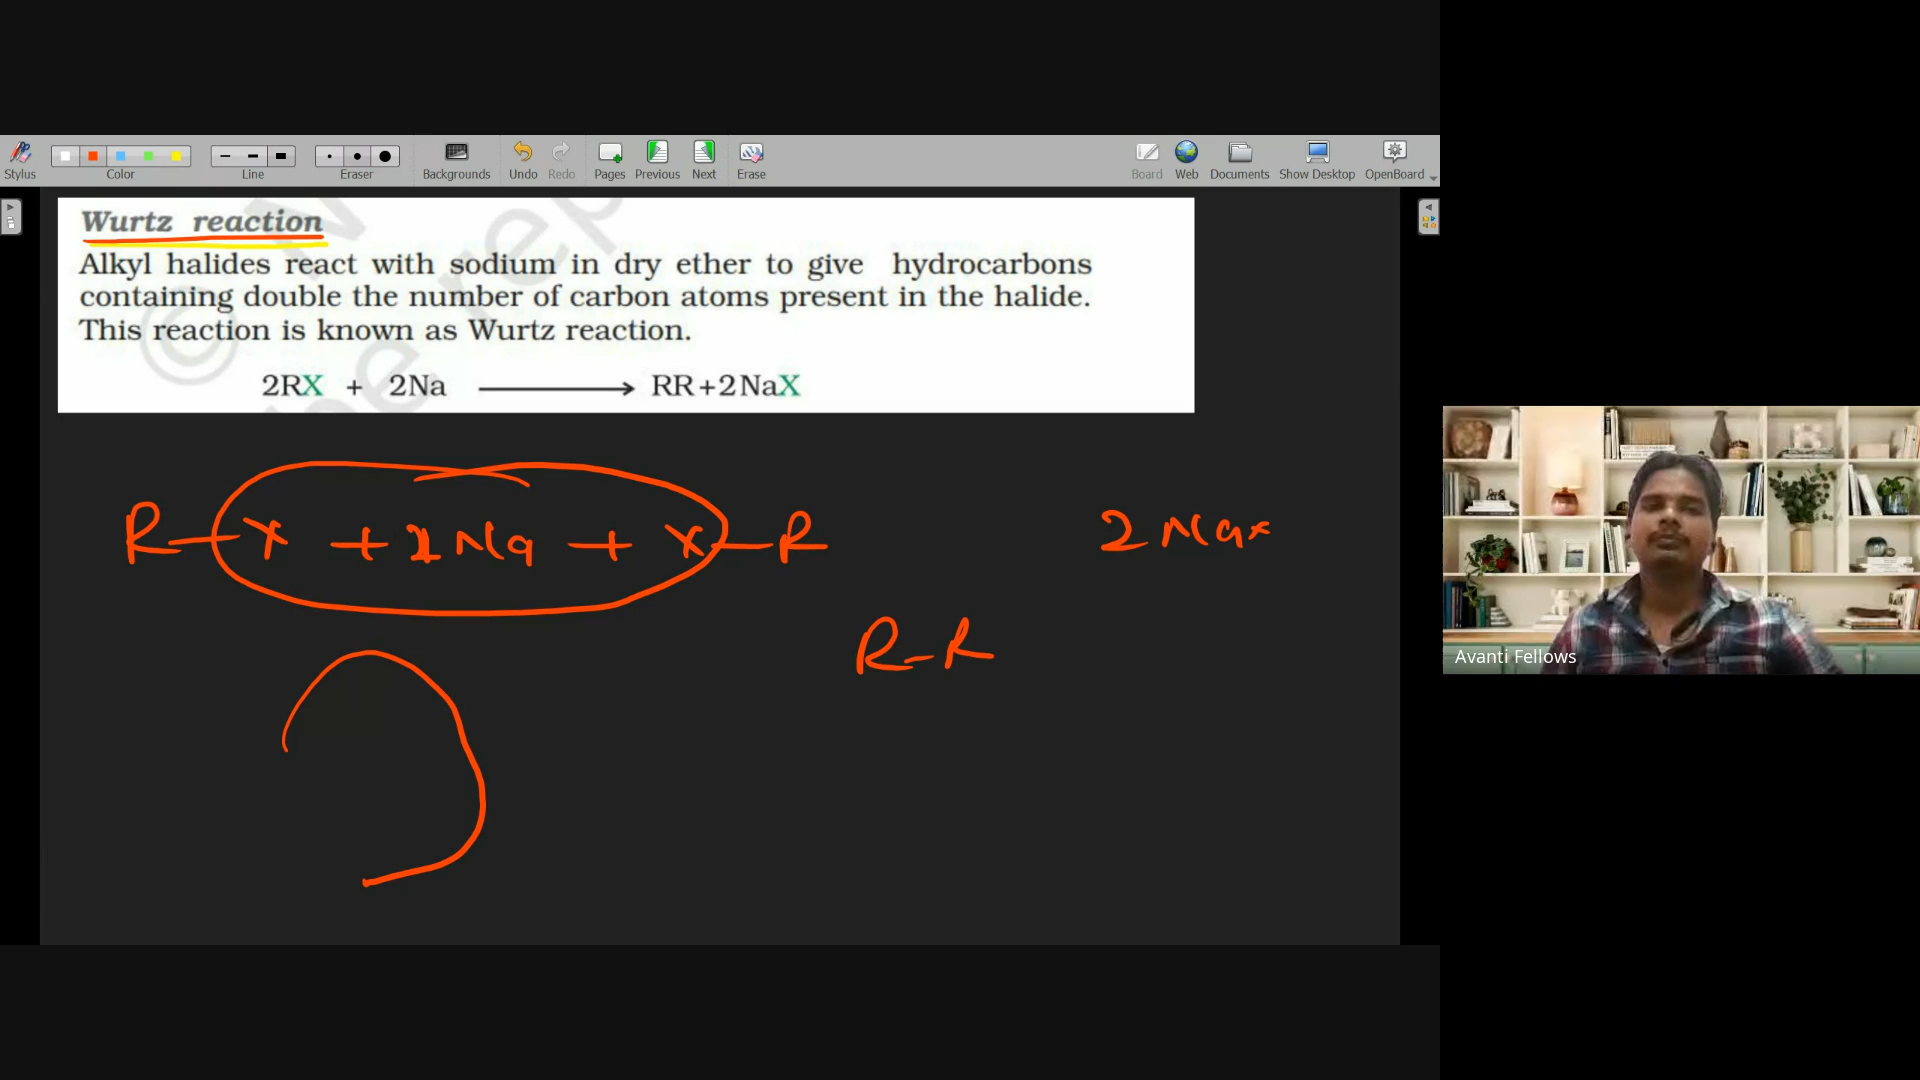 Stylus Color Line Eraser Backgrounds Undo Redo Pages Previous Next Erase Board Web Documents Show Desktop OpenBoard
Wurtz reaction
Alkyl halides react with sodium in dry ether to give hydrocarbons
containing double the number of carbon atoms present in the halide.
This reaction is known as Wurtz reaction.
2RX + 2Na ⟶ RR+2NaX
R-X + 2Na + X-R
2Nax
R-R
Avanti Fellows